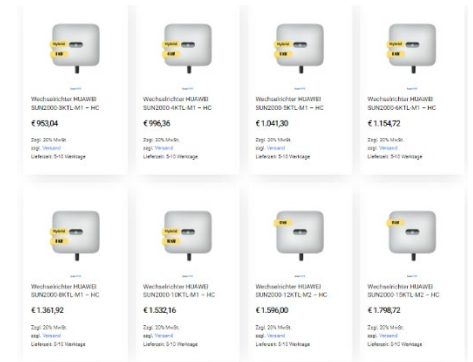 Hybrid
Hybrid
Hybrid
Hybrid
Wechselrichter HUAWEI
SUN2000-3KTL-M1 – HC
€ 953,04
Zzgl. 20% MwSt.
zzgl. Versand
Lieferzeit: 5-10 Werktage
Wechselrichter HUAWEI
SUN2000-4KTL-M1 – HC
€ 996,36
Zzgl. 20% MwSt.
zzgl. Versand
Lieferzeit: 5-10 Werktage
Wechselrichter HUAWEI
SUN2000-5KTL-M1 – HC
€ 1.041,30
Zzgl. 20% MwSt.
zzgl. Versand
Lieferzeit: 5-10 Werktage
Wechselrichter HUAWEI
SUN2000-6KTL-M1 – HC
€ 1.154,72
Zzgl. 20% MwSt.
zzgl. Versand
Lieferzeit: 5-10 Werktage
Hybrid
Hybrid
Wechselrichter HUAWEI
SUN2000-8KTL-M1 – HC
€ 1.361,92
Zzgl. 20% MwSt.
zzgl. Versand
Lieferzeit: 5-10 Werktage
Wechselrichter HUAWEI
SUN2000-10KTL-M1 – HC
€ 1.532,16
Zzgl. 20% MwSt.
zzgl. Versand
Lieferzeit: 5-10 Werktage
Wechselrichter HUAWEI
SUN2000-12KTL-M2 – HC
€ 1.596,00
Zzgl. 20% MwSt.
zzgl. Versand
Lieferzeit: 5-10 Werktage
Wechselrichter HUAWEI
SUN2000-15KTL-M2 – HC
€ 1.798,72
Zzgl. 20% MwSt.
zzgl. Versand
Lieferzeit: 5-10 Werktage